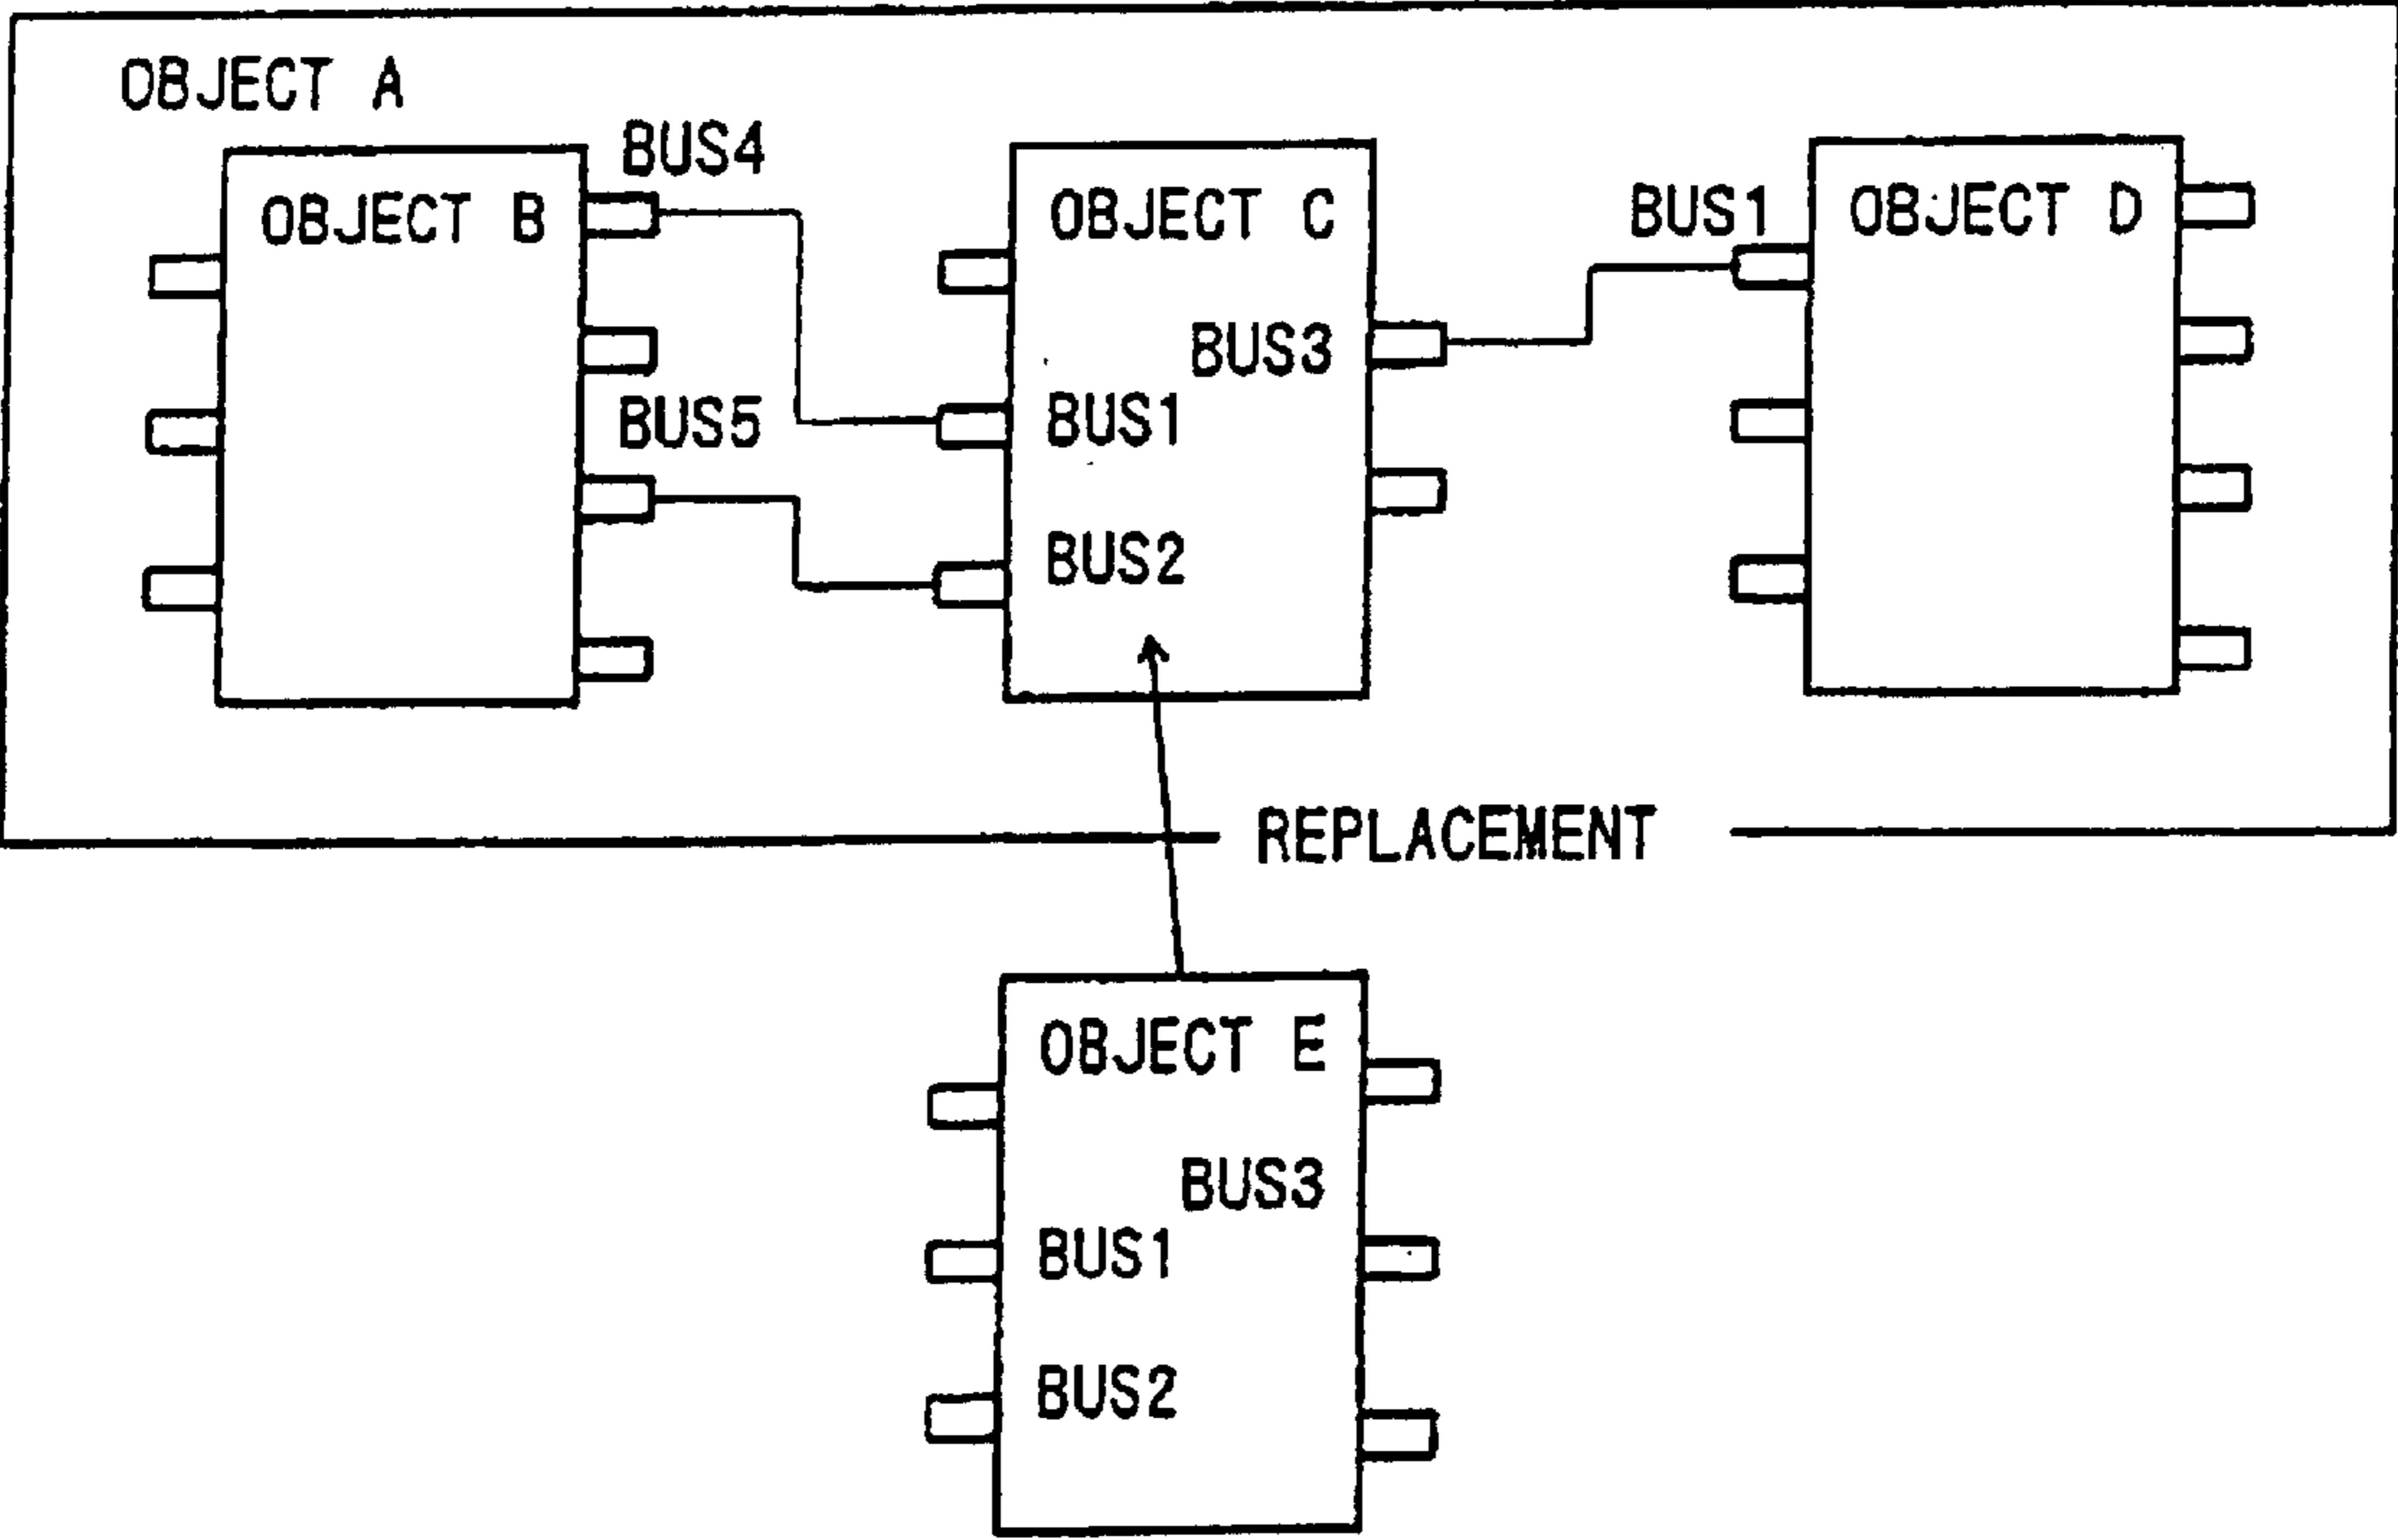 OBJECT A
BUS4
OBJECT B
OBJECT C
BUS1
OBJECT D
BUS3
BUS5
BUS1
BUS2
REPLACEMENT
OBJECT E
BUS3
BUS1
BUS2